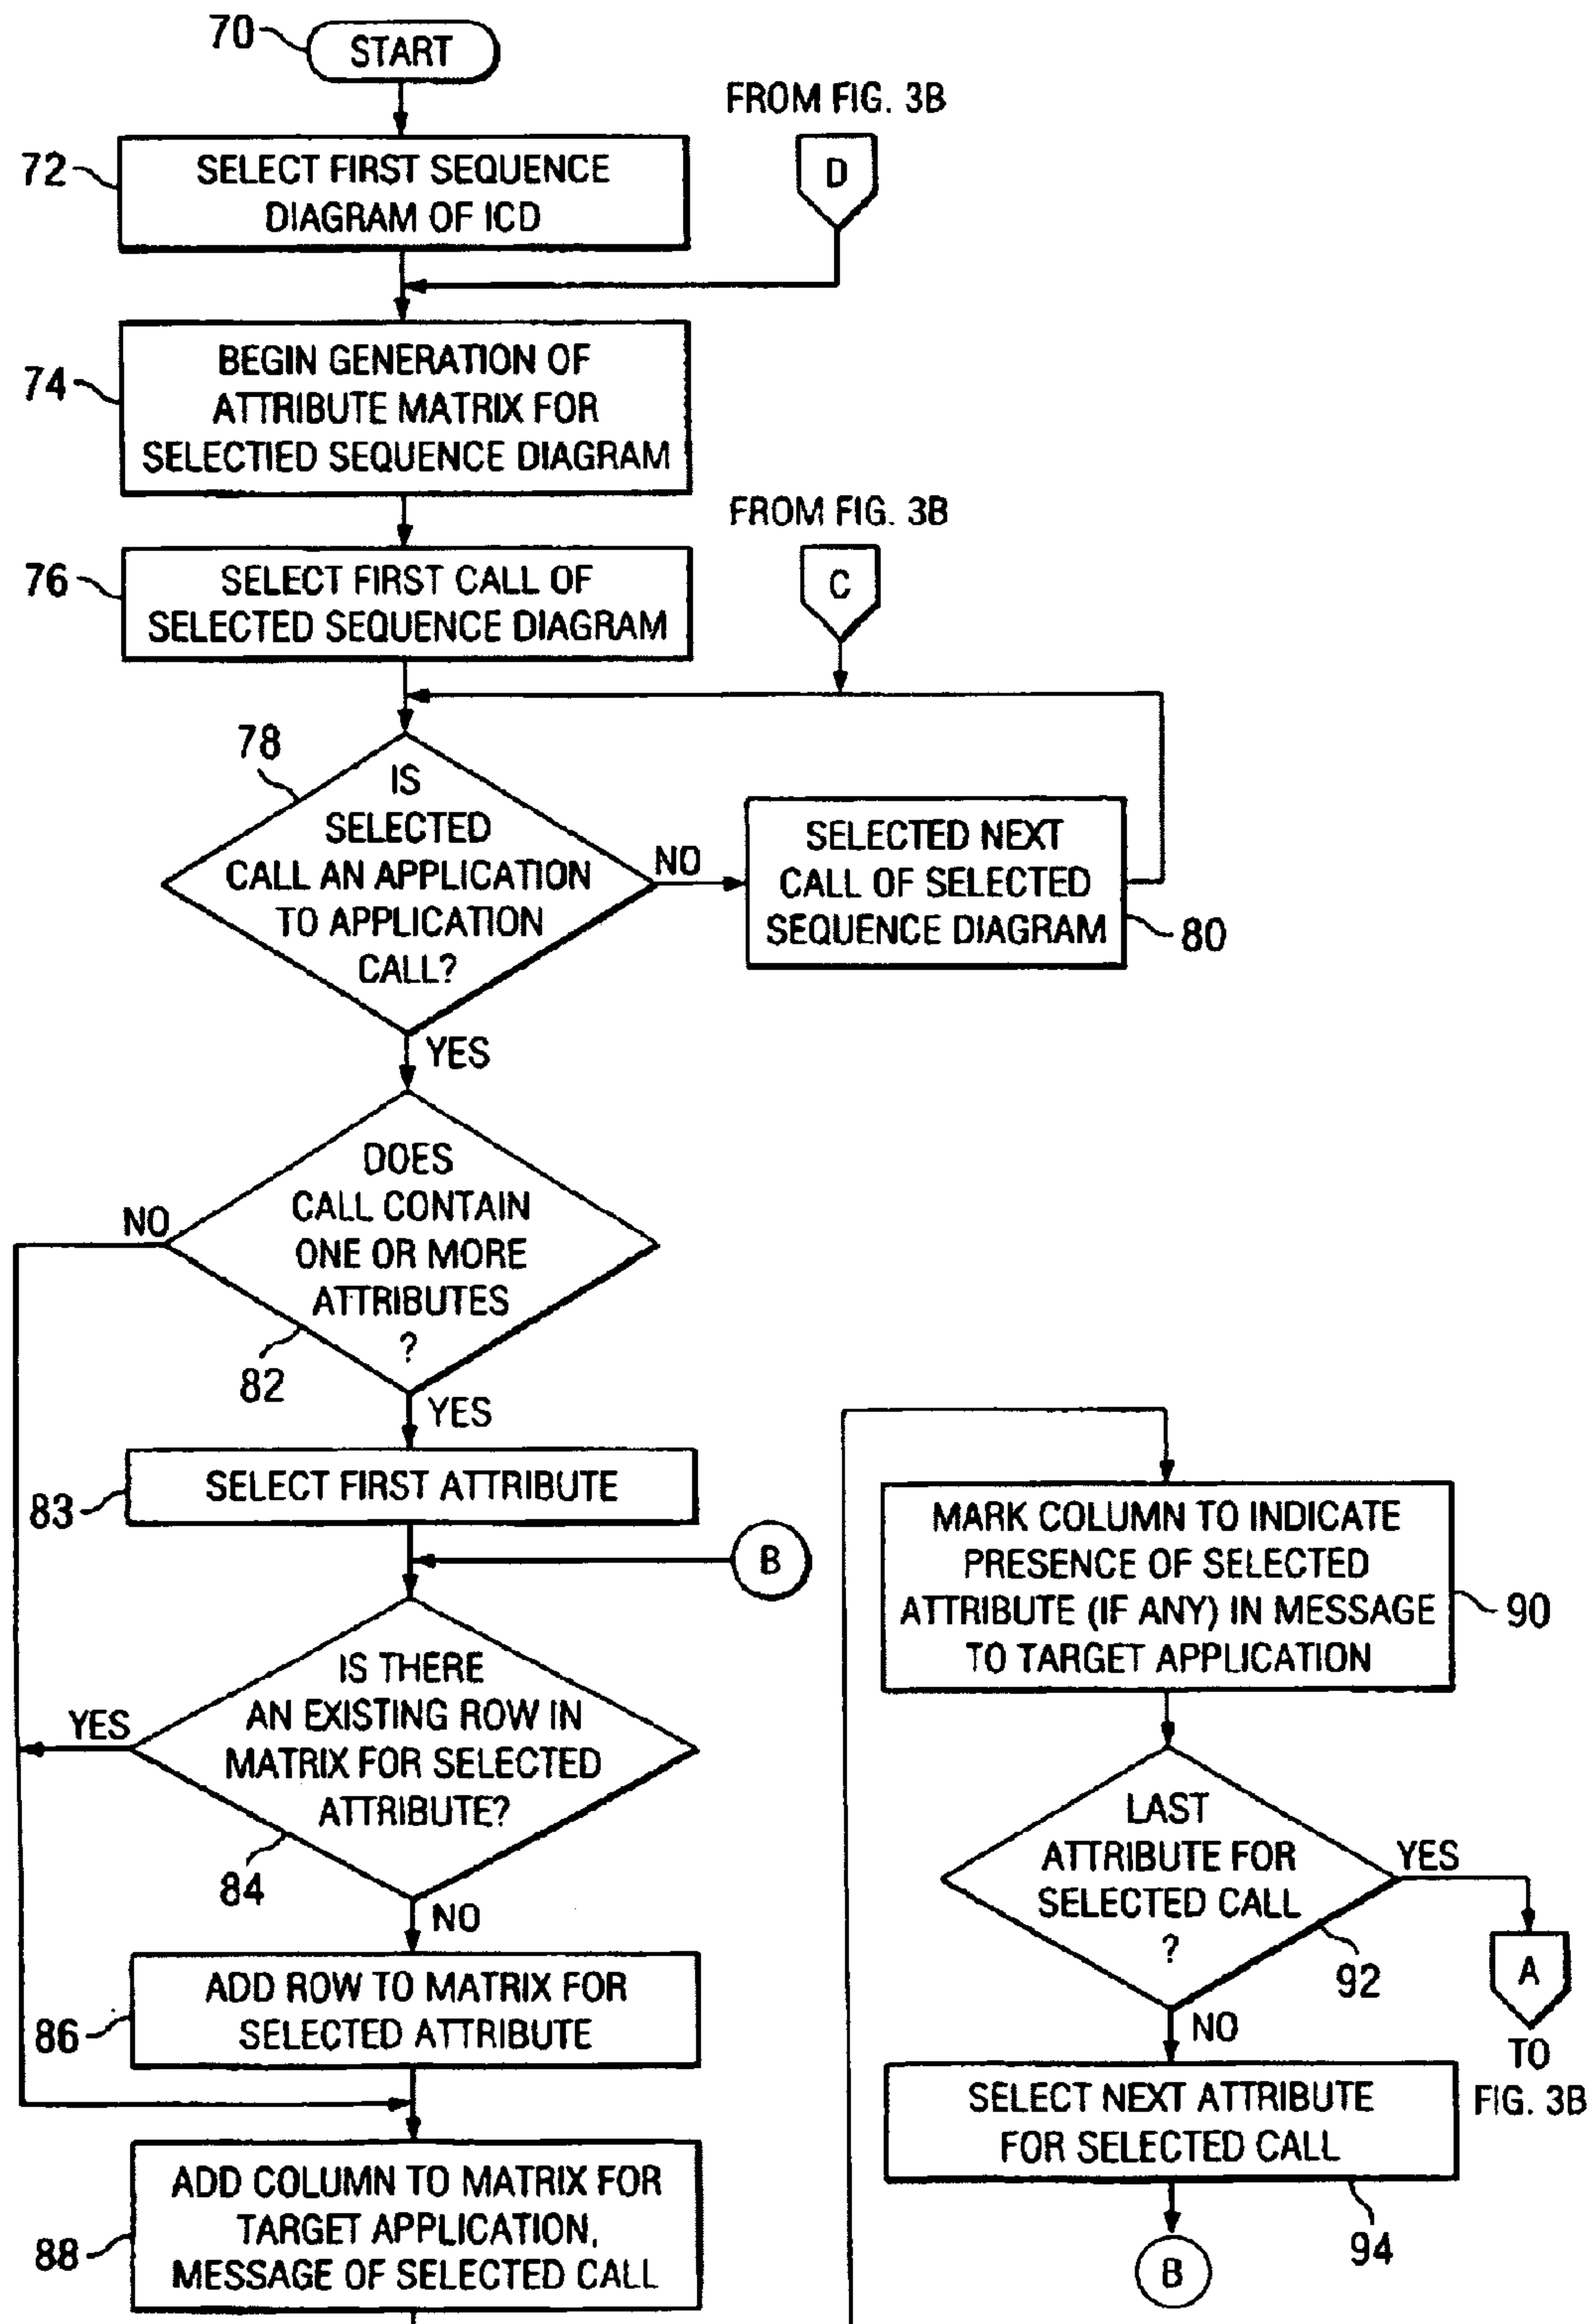 70
START
FROM FIG. 3B
D
72
SELECT FIRST SEQUENCE
DIAGRAM OF ICD
74
BEGIN GENERATION OF
ATTRIBUTE MATRIX FOR
SELECTIED SEQUENCE DIAGRAM
FROM FIG. 3B
C
76
SELECT FIRST CALL OF
SELECTED SEQUENCE DIAGRAM
78
IS
SELECTED
CALL AN APPLICATION
TO APPLICATION
CALL?
NO
SELECTED NEXT
CALL OF SELECTED
SEQUENCE DIAGRAM
80
YES
DOES
CALL CONTAIN
ONE OR MORE
ATTRIBUTES
?
NO
82
YES
83
SELECT FIRST ATTRIBUTE
B
IS THERE
AN EXISTING ROW IN
MATRIX FOR SELECTED
ATTRIBUTE?
YES
84
NO
86
ADD ROW TO MATRIX FOR
SELECTED ATTRIBUTE
88
ADD COLUMN TO MATRIX FOR
TARGET APPLICATION,
MESSAGE OF SELECTED CALL
MARK COLUMN TO INDICATE
PRESENCE OF SELECTED
ATTRIBUTE (IF ANY) IN MESSAGE
TO TARGET APPLICATION
90
LAST
ATTRIBUTE FOR
SELECTED CALL
?
YES
92
A
TO
FIG. 3B
NO
SELECT NEXT ATTRIBUTE
FOR SELECTED CALL
94
B